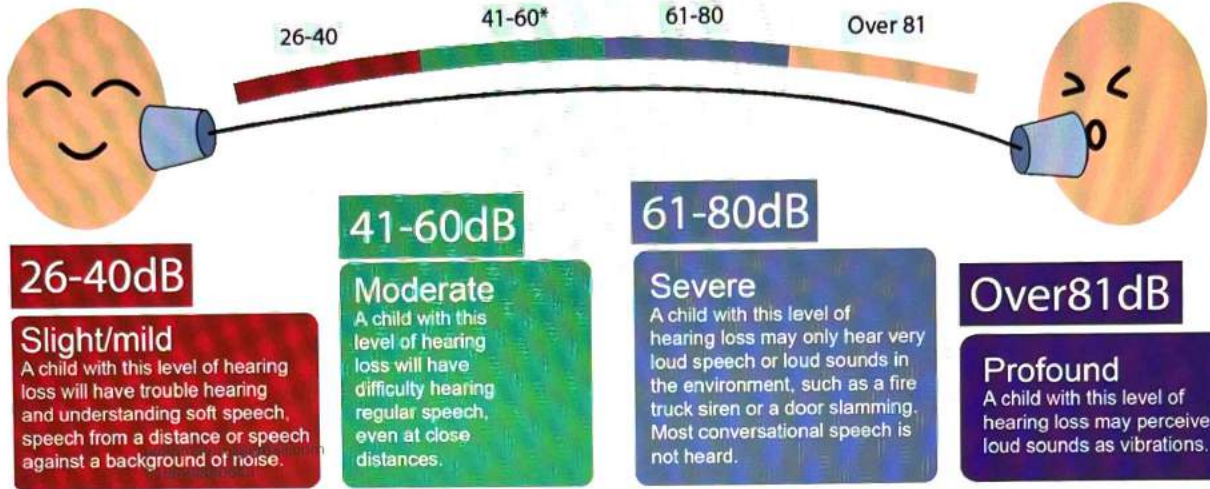 26-40
41-60*
61-80
Over 81
26-40dB
Slight/mild
A child with this level of hearing
loss will have trouble hearing
and understanding soft speech,
speech from a distance or speech
against a background of noise.
41-60dB
Moderate
A child with this
level of hearing
loss will have
difficulty hearing
regular speech,
even at close
distances.
61-80dB
Severe
A child with this level of
hearing loss may only hear very
loud speech or loud sounds in
the environment, such as a fire
truck siren or a door slamming.
Most conversational speech is
not heard.
Over81dB
Profound
A child with this level of
hearing loss may perceive
loud sounds as vibrations.